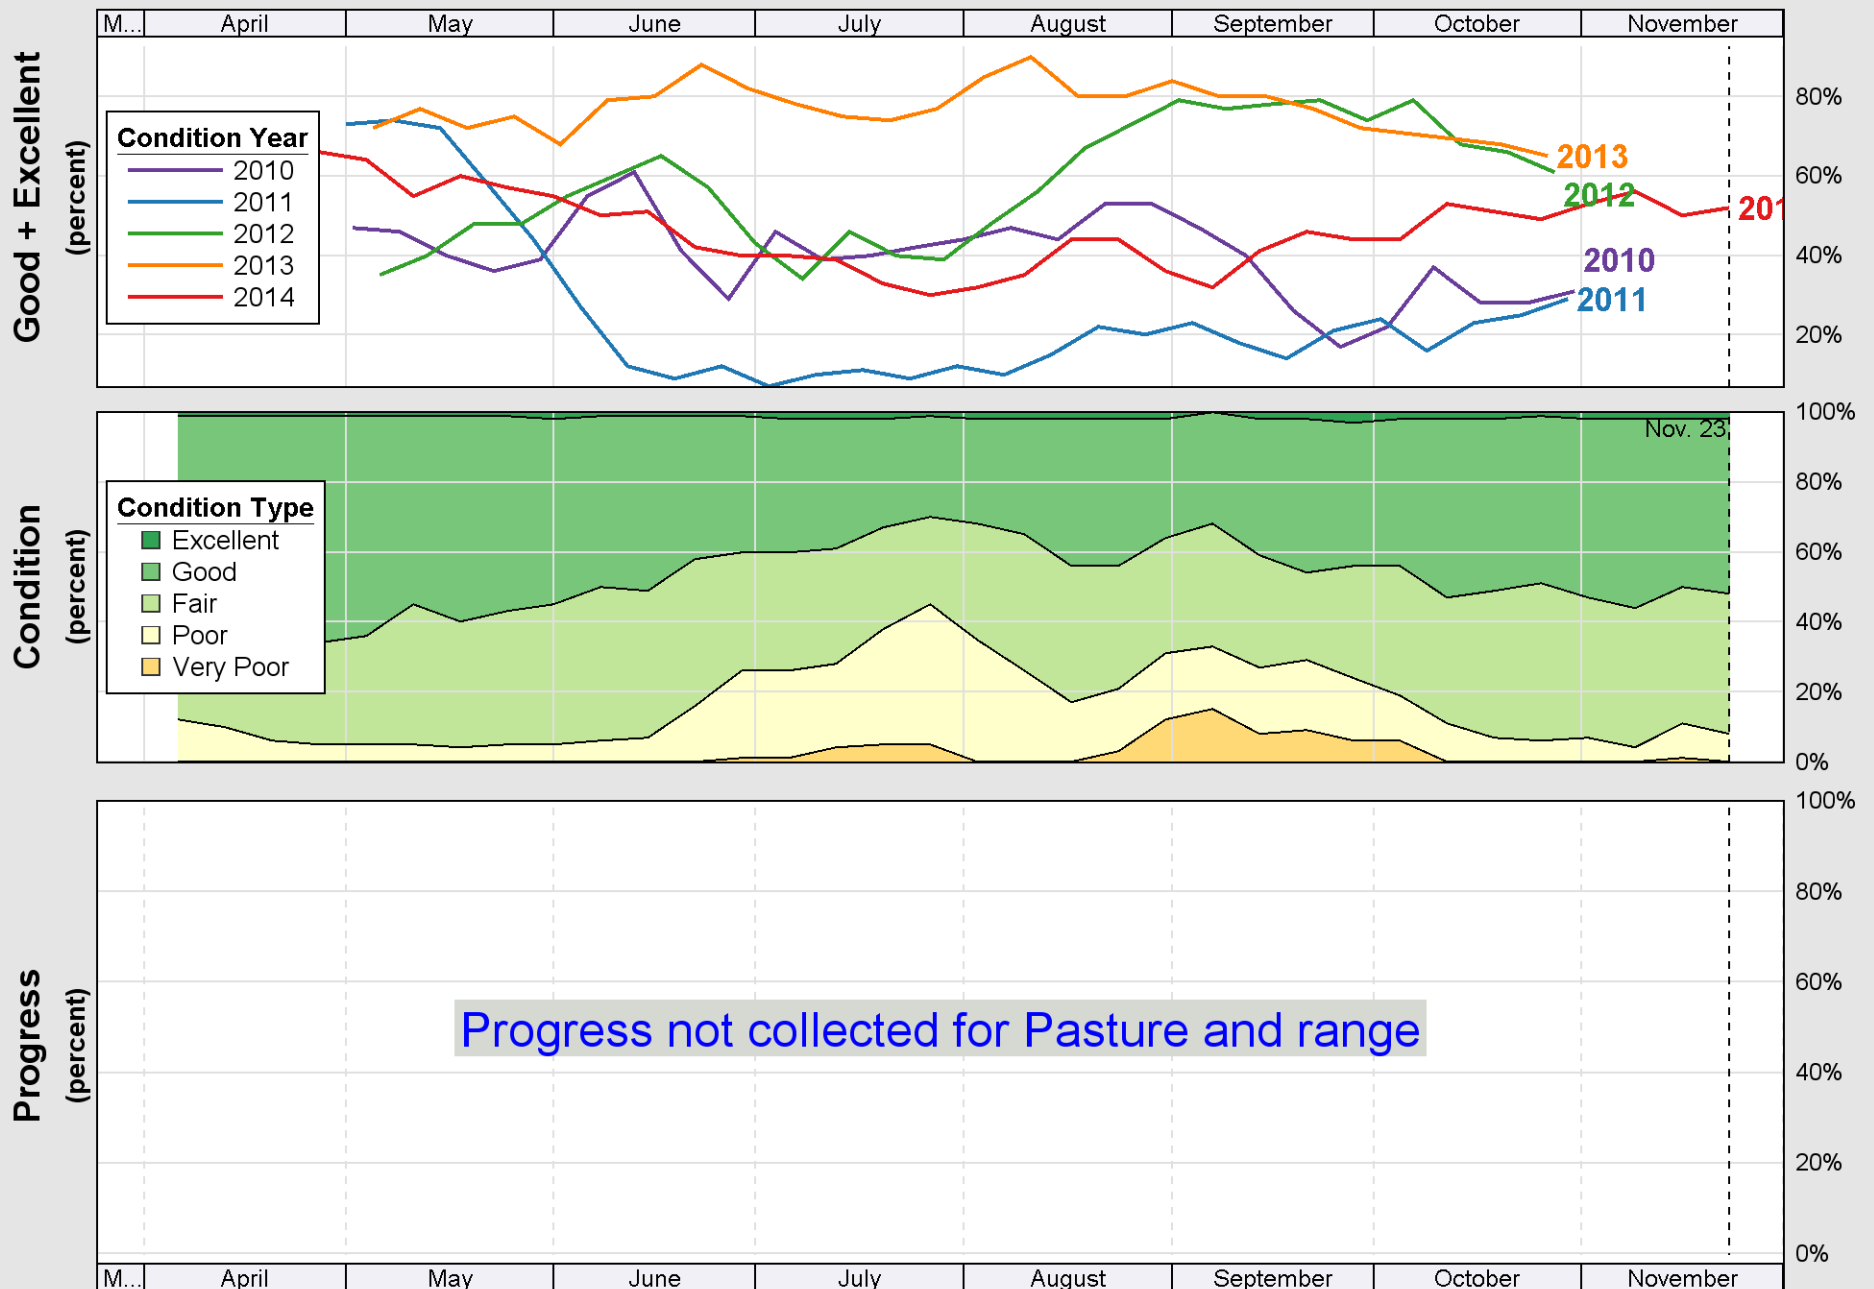 M... April May June July August September October November
Good + Excellent
(percent)
80%
60%
40%
20%
Condition Year
2010
2011
2012
2013
2014
2013
2012
201
2010
2011
Condition
(percent)
100%
80%
60%
40%
20%
0%
Nov. 23
Condition Type
Excellent
Good
Fair
Poor
Very Poor
Progress
(percent)
100%
80%
60%
40%
20%
0%
Progress not collected for Pasture and range
M... April May June July August September October November